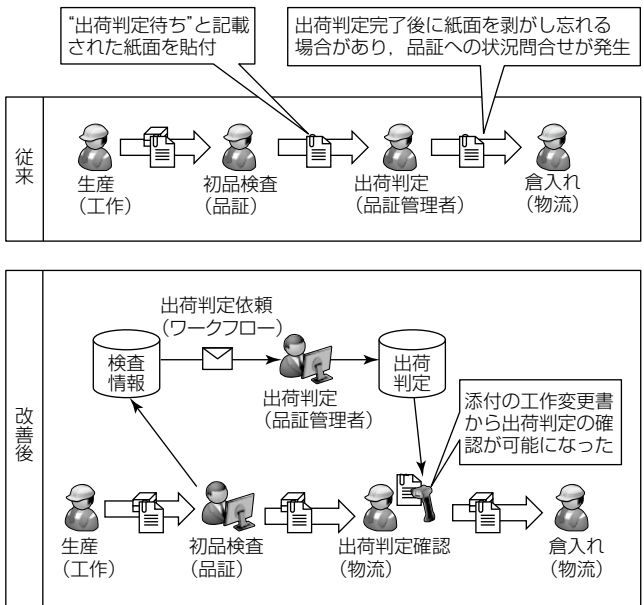 “出荷判定待ち”と記載
された紙面を貼付
出荷判定完了後に紙面を剥がし忘れる
場合があり，品証への状況問合せが発生
従来
生産
（工作）
初品検査
（品証）
出荷判定
（品証管理者）
倉入れ
（物流）
改善後
出荷判定依頼
（ワークフロー）
検査
情報
出荷判定
（品証管理者）
出荷
判定
添付の工作変更書
から出荷判定の確
認が可能になった
生産
（工作）
初品検査
（品証）
出荷判定確認
（物流）
倉入れ
（物流）